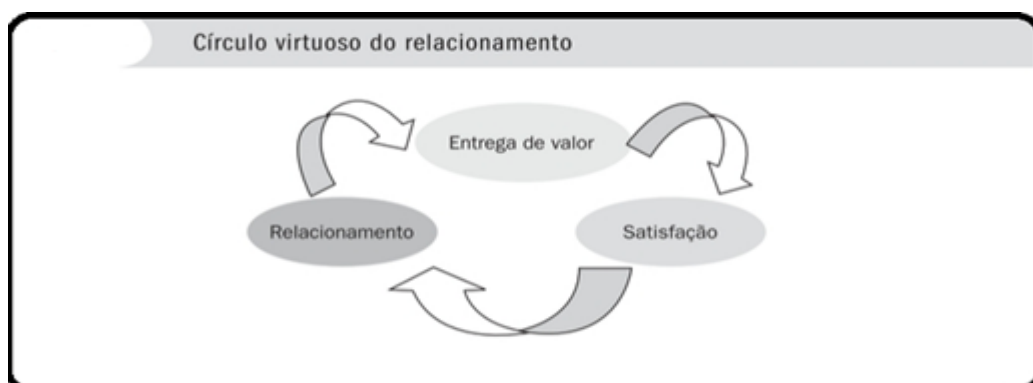 Círculo virtuoso do relacionamento
Entrega de valor
Relacionamento
Satisfação